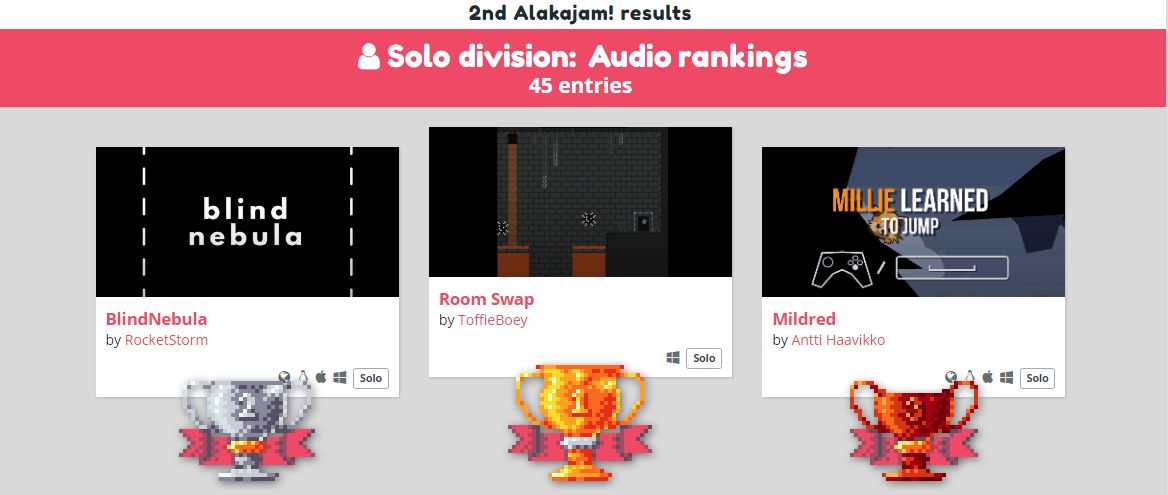 2nd Alakajam! results
Solo division: Audio rankings
45 entries
blind
nebula
BlindNebula
by RocketStorm
Solo
2
Room Swap
by ToffieBoey
Solo
1
MILLIE LEARNED
TO JUMP
Mildred
by Antti Haavikko
Solo
3